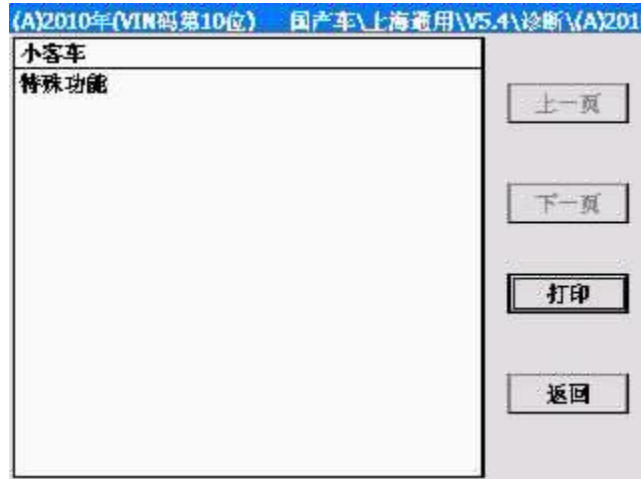 (A)2010年(VIN码第10位) 国产车\上海通用\V5.4\诊断\(A)201
小客车
特殊功能
上一页
下一页
打印
返回